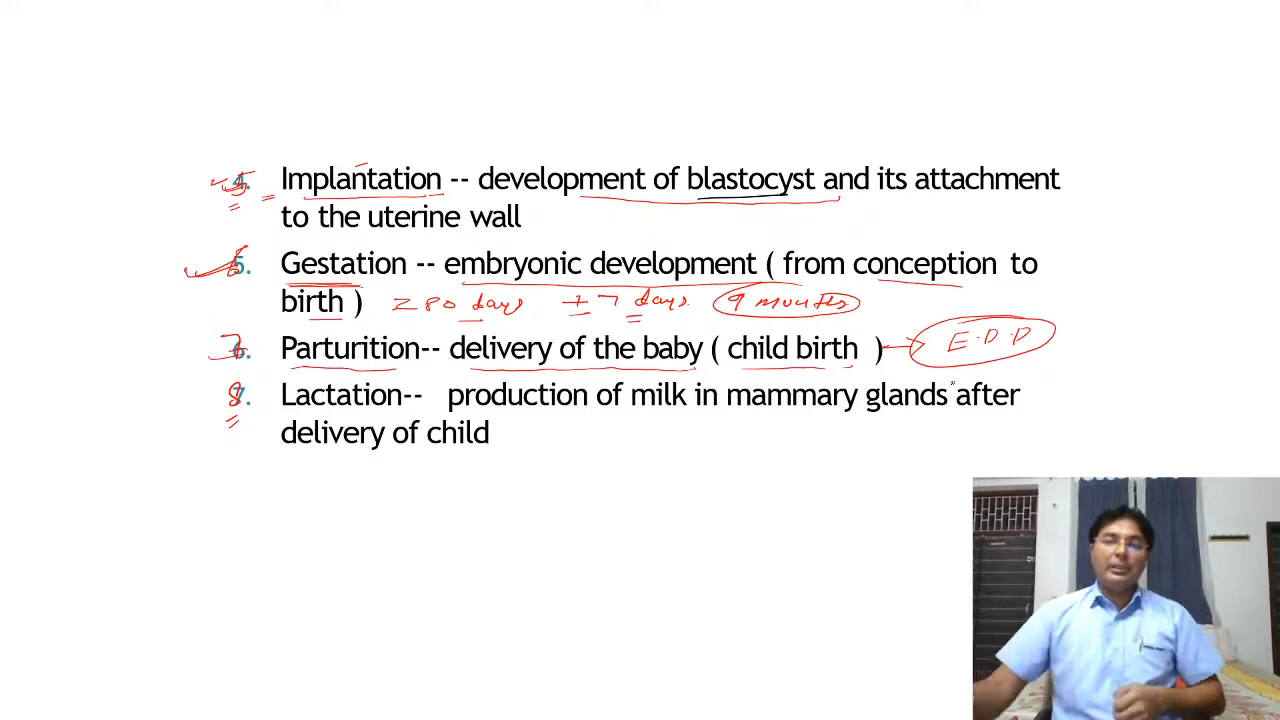 5. Implantation -- development of blastocyst and its attachment
to the uterine wall
6. Gestation -- embryonic development ( from conception to
birth ) 280 days ± 7 days 9 months
7. Parturition-- delivery of the baby ( child birth ) → E.D.D
8. Lactation-- production of milk in mammary glands after
delivery of child